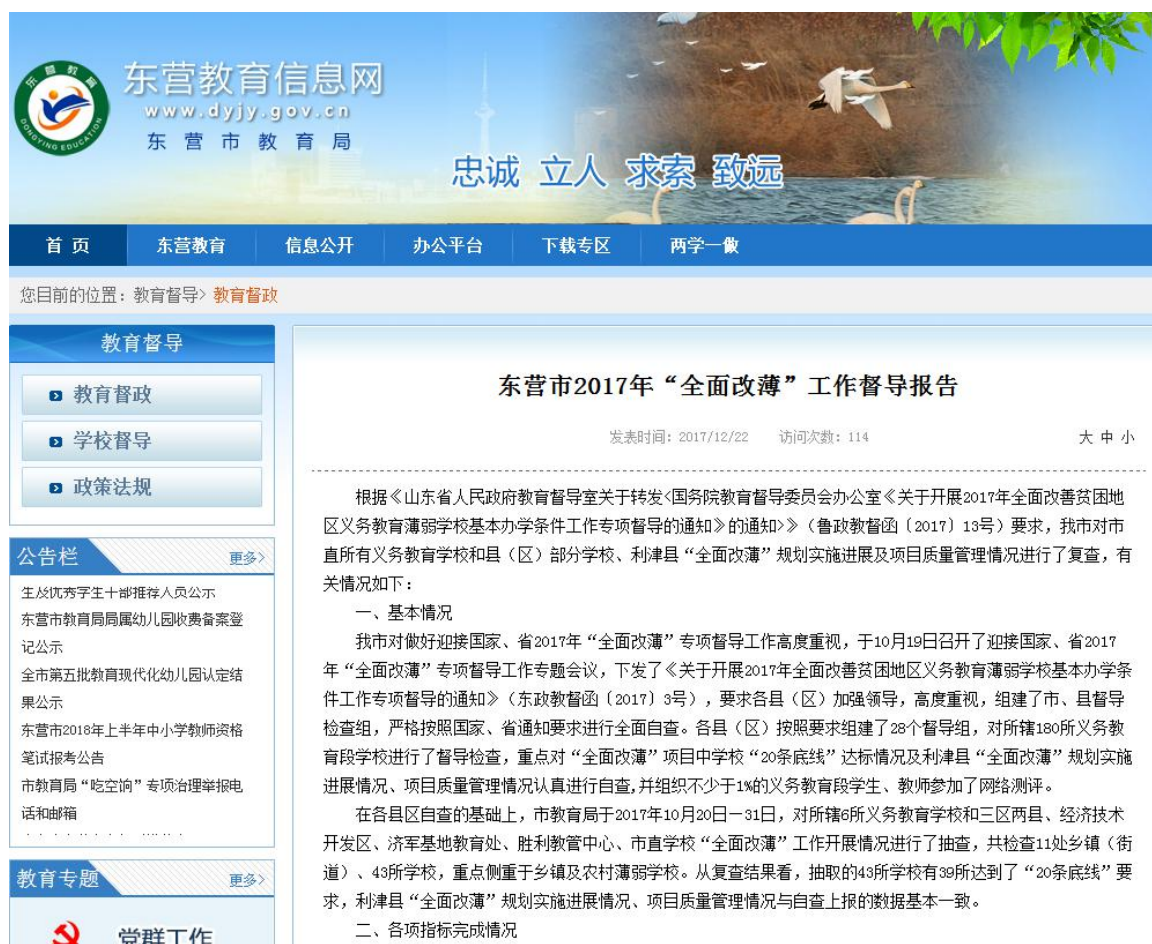 东营教育信息网
www.dyjy.gov.cn
东营市教育局
DONGYING EDUCATION
忠诚 立人 求索 致远
首 页 东营教育 信息公开 办公平台 下载专区 两学一做
您目前的位置：教育督导> 教育督政
教育督导
教育督政
学校督导
政策法规
公告栏 更多>
生及优秀学生干部推荐人员公示
东营市教育局局属幼儿园收费备案登
记公示
全市第五批教育现代化幼儿园认定结
果公示
东营市2018年上半年中小学教师资格
笔试报考公告
市教育局“吃空饷”专项治理举报电
话和邮箱
教育专题 更多>
党群工作
东营市2017年“全面改薄”工作督导报告
发表时间：2017/12/22 访问次数：114 大 中 小
根据《山东省人民政府教育督导室关于转发<国务院教育督导委员会办公室《关于开展2017年全面改善贫困地
区义务教育薄弱学校基本办学条件工作专项督导的通知》的通知>》（鲁政教督函〔2017〕13号）要求，我市对市
直所有义务教育学校和县（区）部分学校、利津县“全面改薄”规划实施进展及项目质量管理情况进行了复查，有
关情况如下：
一、基本情况
我市对做好迎接国家、省2017年“全面改薄”专项督导工作高度重视，于10月19日召开了迎接国家、省2017
年“全面改薄”专项督导工作专题会议，下发了《关于开展2017年全面改善贫困地区义务教育薄弱学校基本办学条
件工作专项督导的通知》（东政教督函〔2017〕3号），要求各县（区）加强领导，高度重视，组建了市、县督导
检查组，严格按照国家、省通知要求进行全面自查。各县（区）按照要求组建了28个督导组，对所辖180所义务教
育段学校进行了督导检查，重点对“全面改薄”项目中学校“20条底线”达标情况及利津县“全面改薄”规划实施
进展情况、项目质量管理情况认真进行自查,并组织不少于1%的义务教育段学生、教师参加了网络测评。
在各县区自查的基础上，市教育局于2017年10月20日—31日，对所辖6所义务教育学校和三区两县、经济技术
开发区、济军基地教育处、胜利教管中心、市直学校“全面改薄”工作开展情况进行了抽查，共检查11处乡镇（街
道）、43所学校，重点侧重于乡镇及农村薄弱学校。从复查结果看，抽取的43所学校有39所达到了“20条底线”要
求，利津县“全面改薄”规划实施进展情况、项目质量管理情况与自查上报的数据基本一致。
二、各项指标完成情况